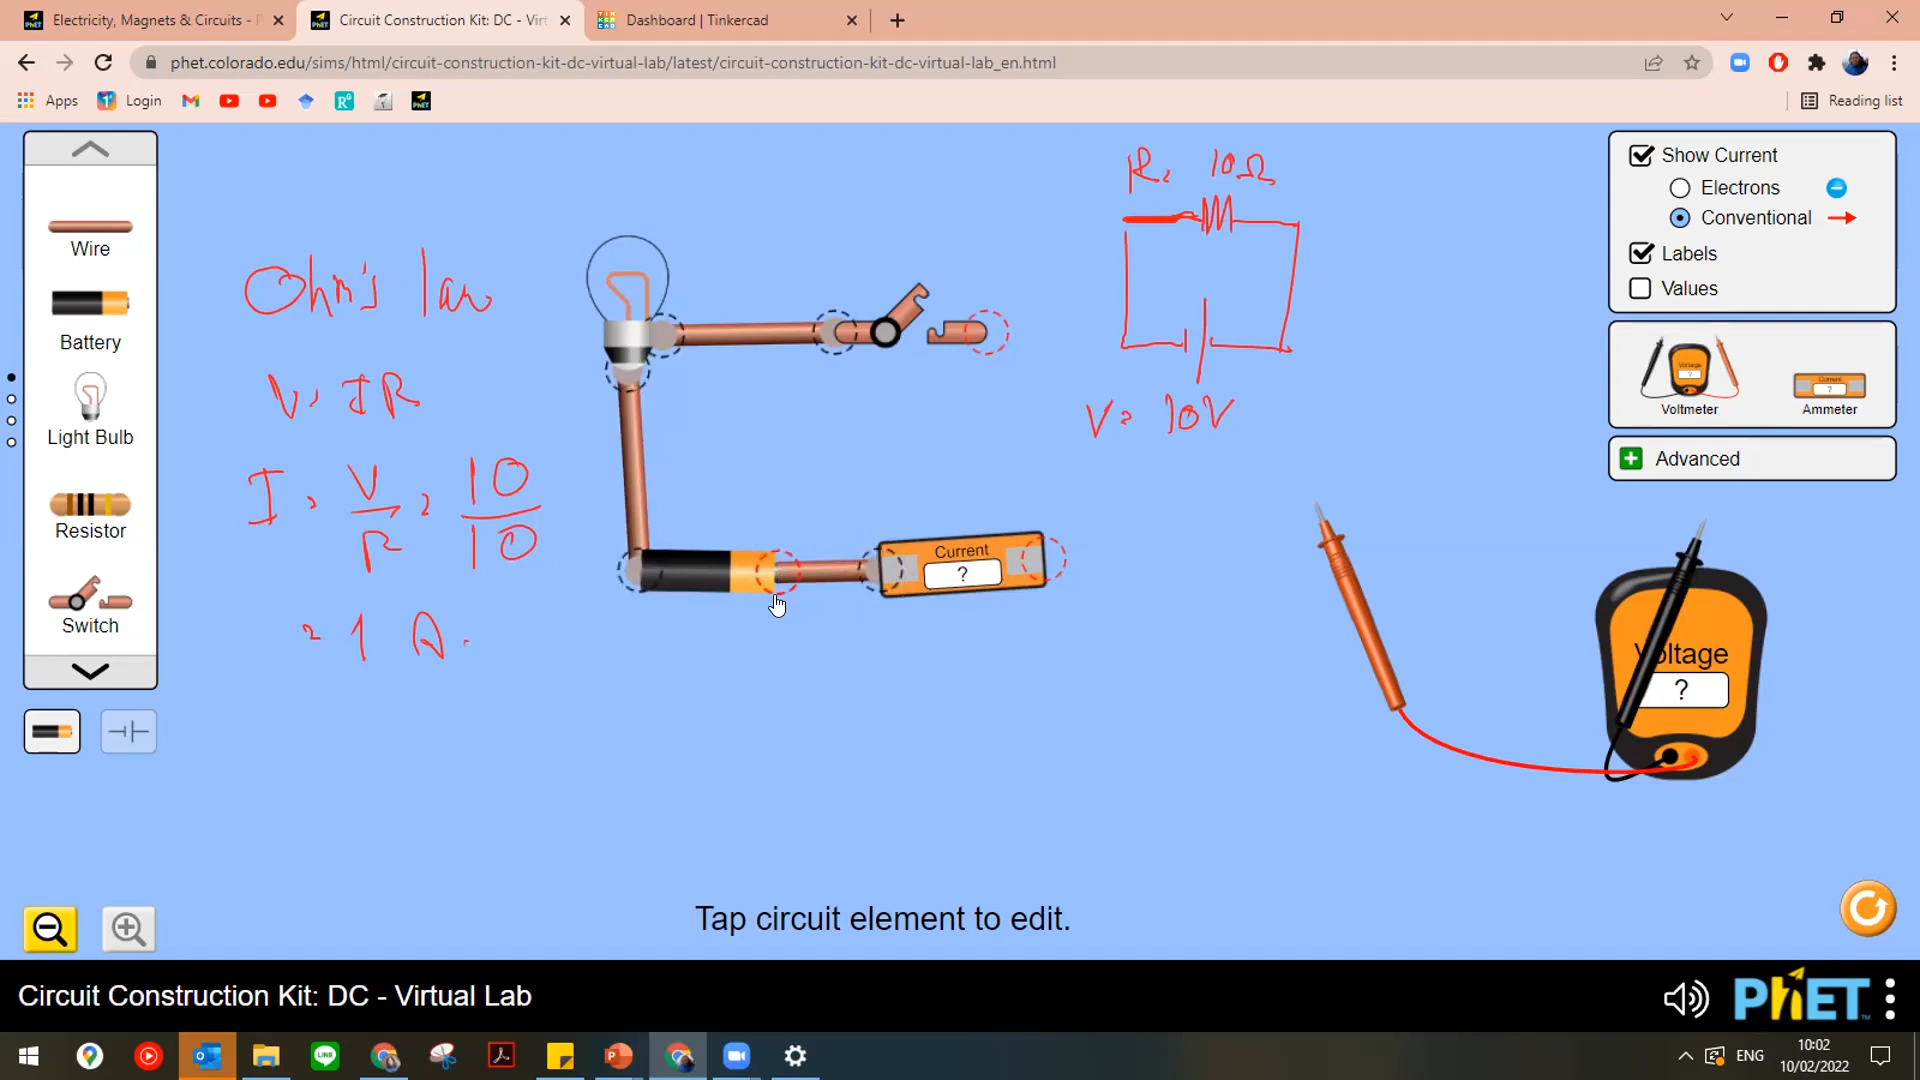 Electricity, Magnets & Circuits - P
Circuit Construction Kit: DC - Virt
Dashboard | Tinkercad
phet.colorado.edu/sims/html/circuit-construction-kit-dc-virtual-lab/latest/circuit-construction-kit-dc-virtual-lab_en.html
Apps
Login
Reading list
Wire
Battery
Light Bulb
Resistor
Switch
Ohm's law
V = IR
I = V/R = 10/10
= 1 A.
R = 10Ω
V = 10V
Current
?
Show Current
Electrons
Conventional
Labels
Values
Voltage
?
Voltmeter
Current
?
Ammeter
Advanced
Voltage
?
Tap circuit element to edit.
Circuit Construction Kit: DC - Virtual Lab
PhET
ENG
10:02
10/02/2022